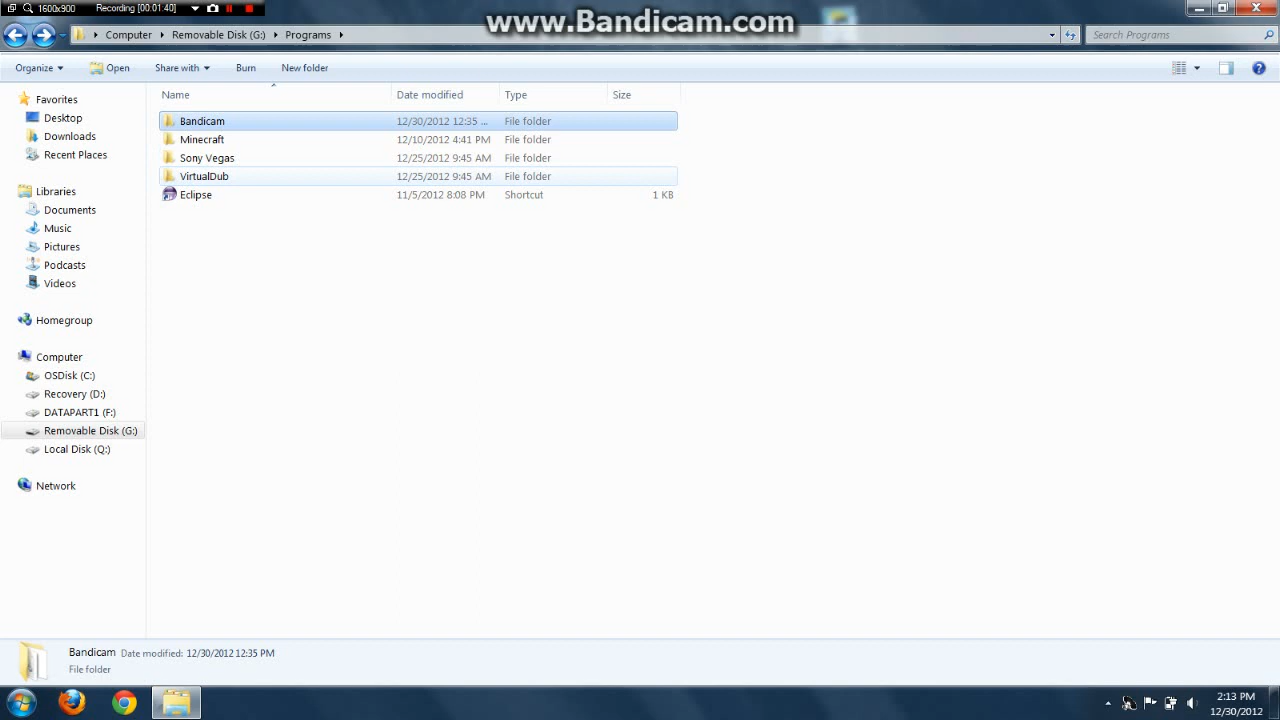 1600x900 Recording [00:01:40]
www.Bandicam.com
Computer Removable Disk (G:) Programs Search Programs
Organize Open Share with Burn New folder
Name Date modified Type Size
Bandicam 12/30/2012 12:35 ... File folder
Minecraft 12/10/2012 4:41 PM File folder
Sony Vegas 12/25/2012 9:45 AM File folder
VirtualDub 12/25/2012 9:45 AM File folder
Eclipse 11/5/2012 8:08 PM Shortcut 1 KB
Favorites
Desktop
Downloads
Recent Places
Libraries
Documents
Music
Pictures
Podcasts
Videos
Homegroup
Computer
OSDisk (C:)
Recovery (D:)
DATAPART1 (F:)
Removable Disk (G:)
Local Disk (Q:)
Network
Bandicam Date modified: 12/30/2012 12:35 PM
File folder
2:13 PM
12/30/2012